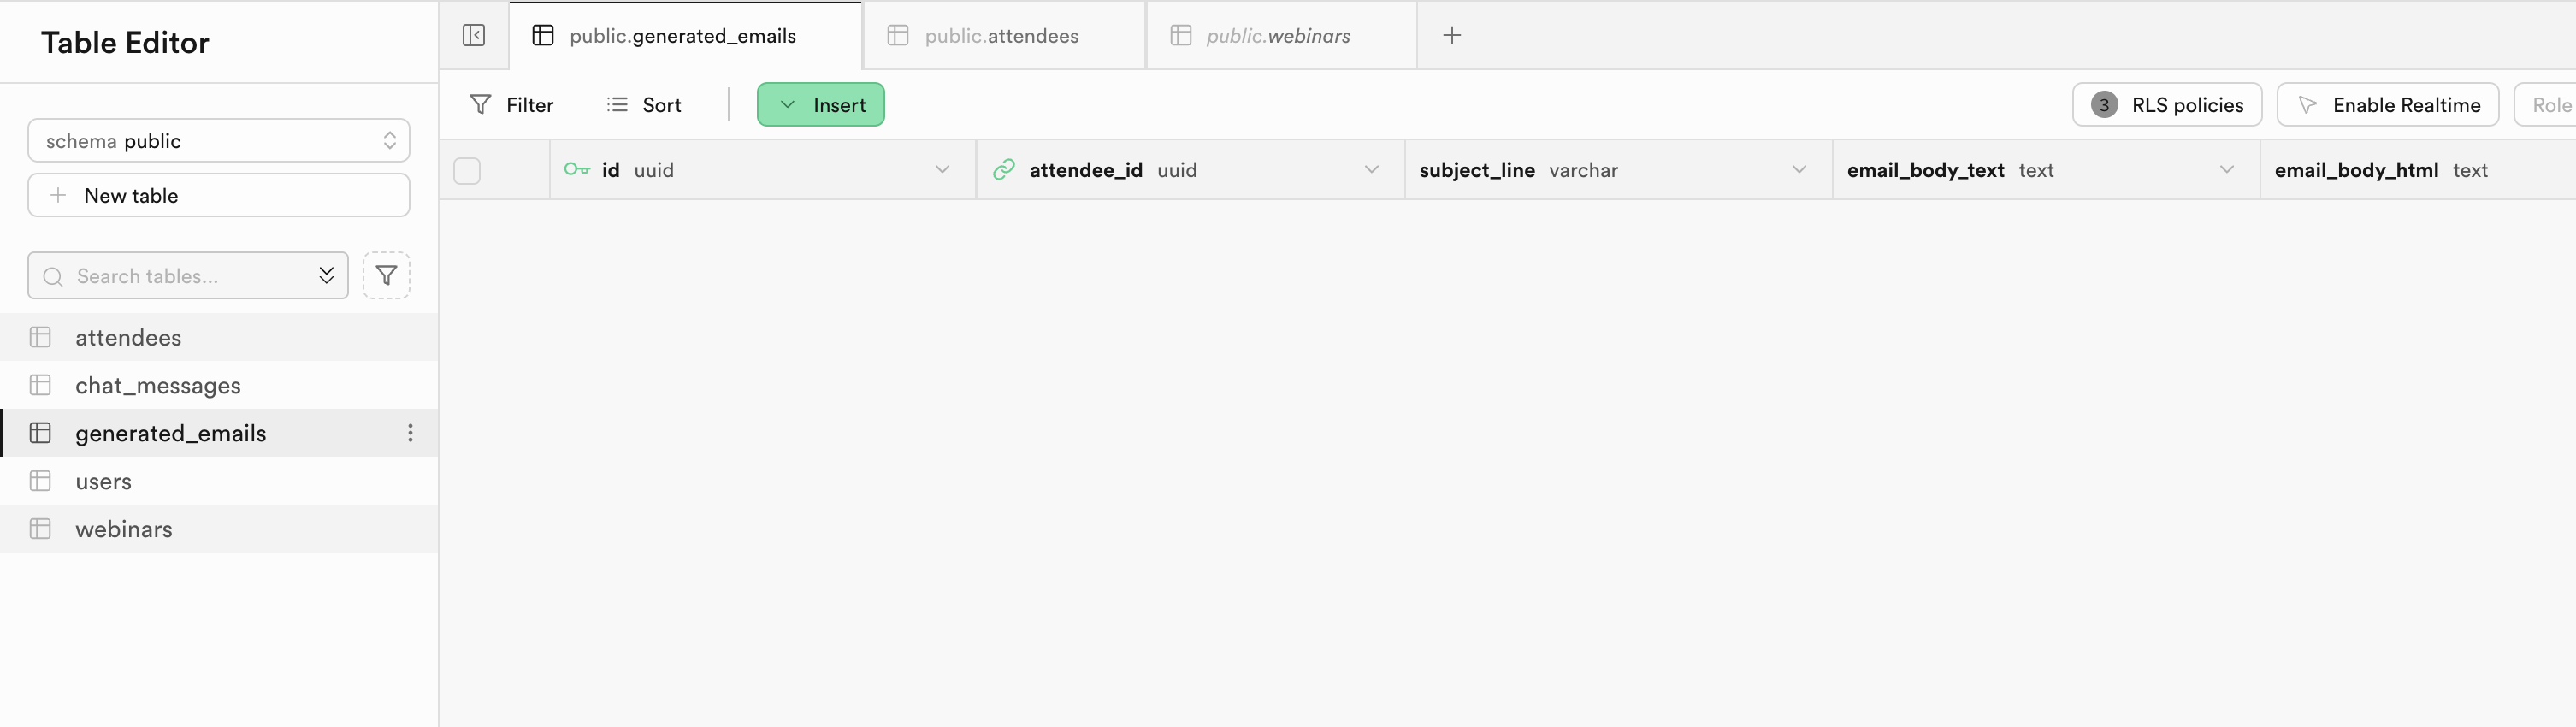 Table Editor
schema public
New table
Search tables...
attendees
chat_messages
generated_emails
users
webinars
public.generated_emails
public.attendees
public.webinars
Filter
Sort
Insert
3 RLS policies
Enable Realtime
Role
id uuid
attendee_id uuid
subject_line varchar
email_body_text text
email_body_html text